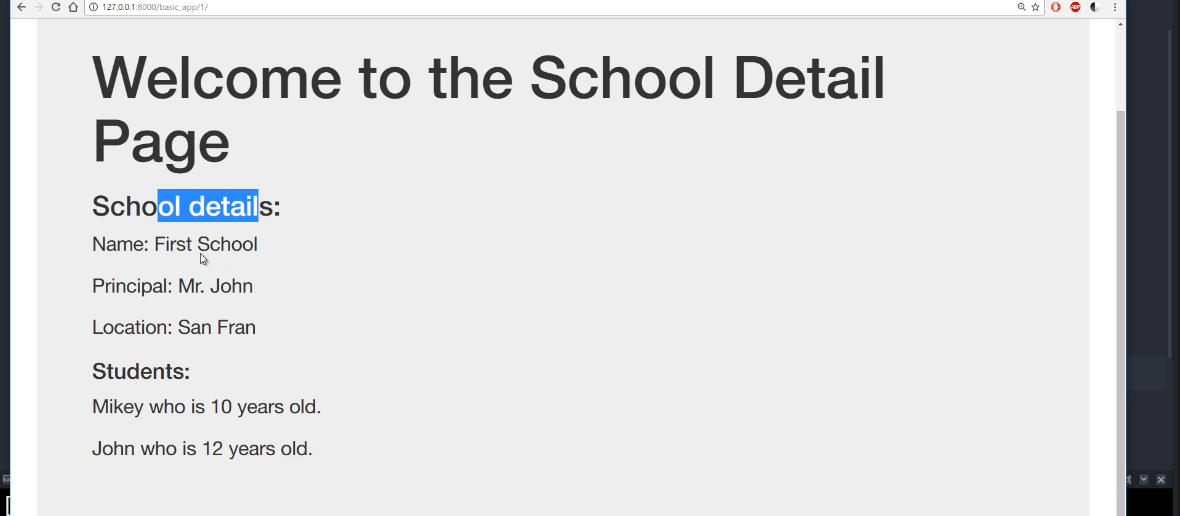 127.0.0.1:8000/basic_app/1/
ABP
Welcome to the School Detail
Page
School details:
Name: First School
Principal: Mr. John
Location: San Fran
Students:
Mikey who is 10 years old.
John who is 12 years old.